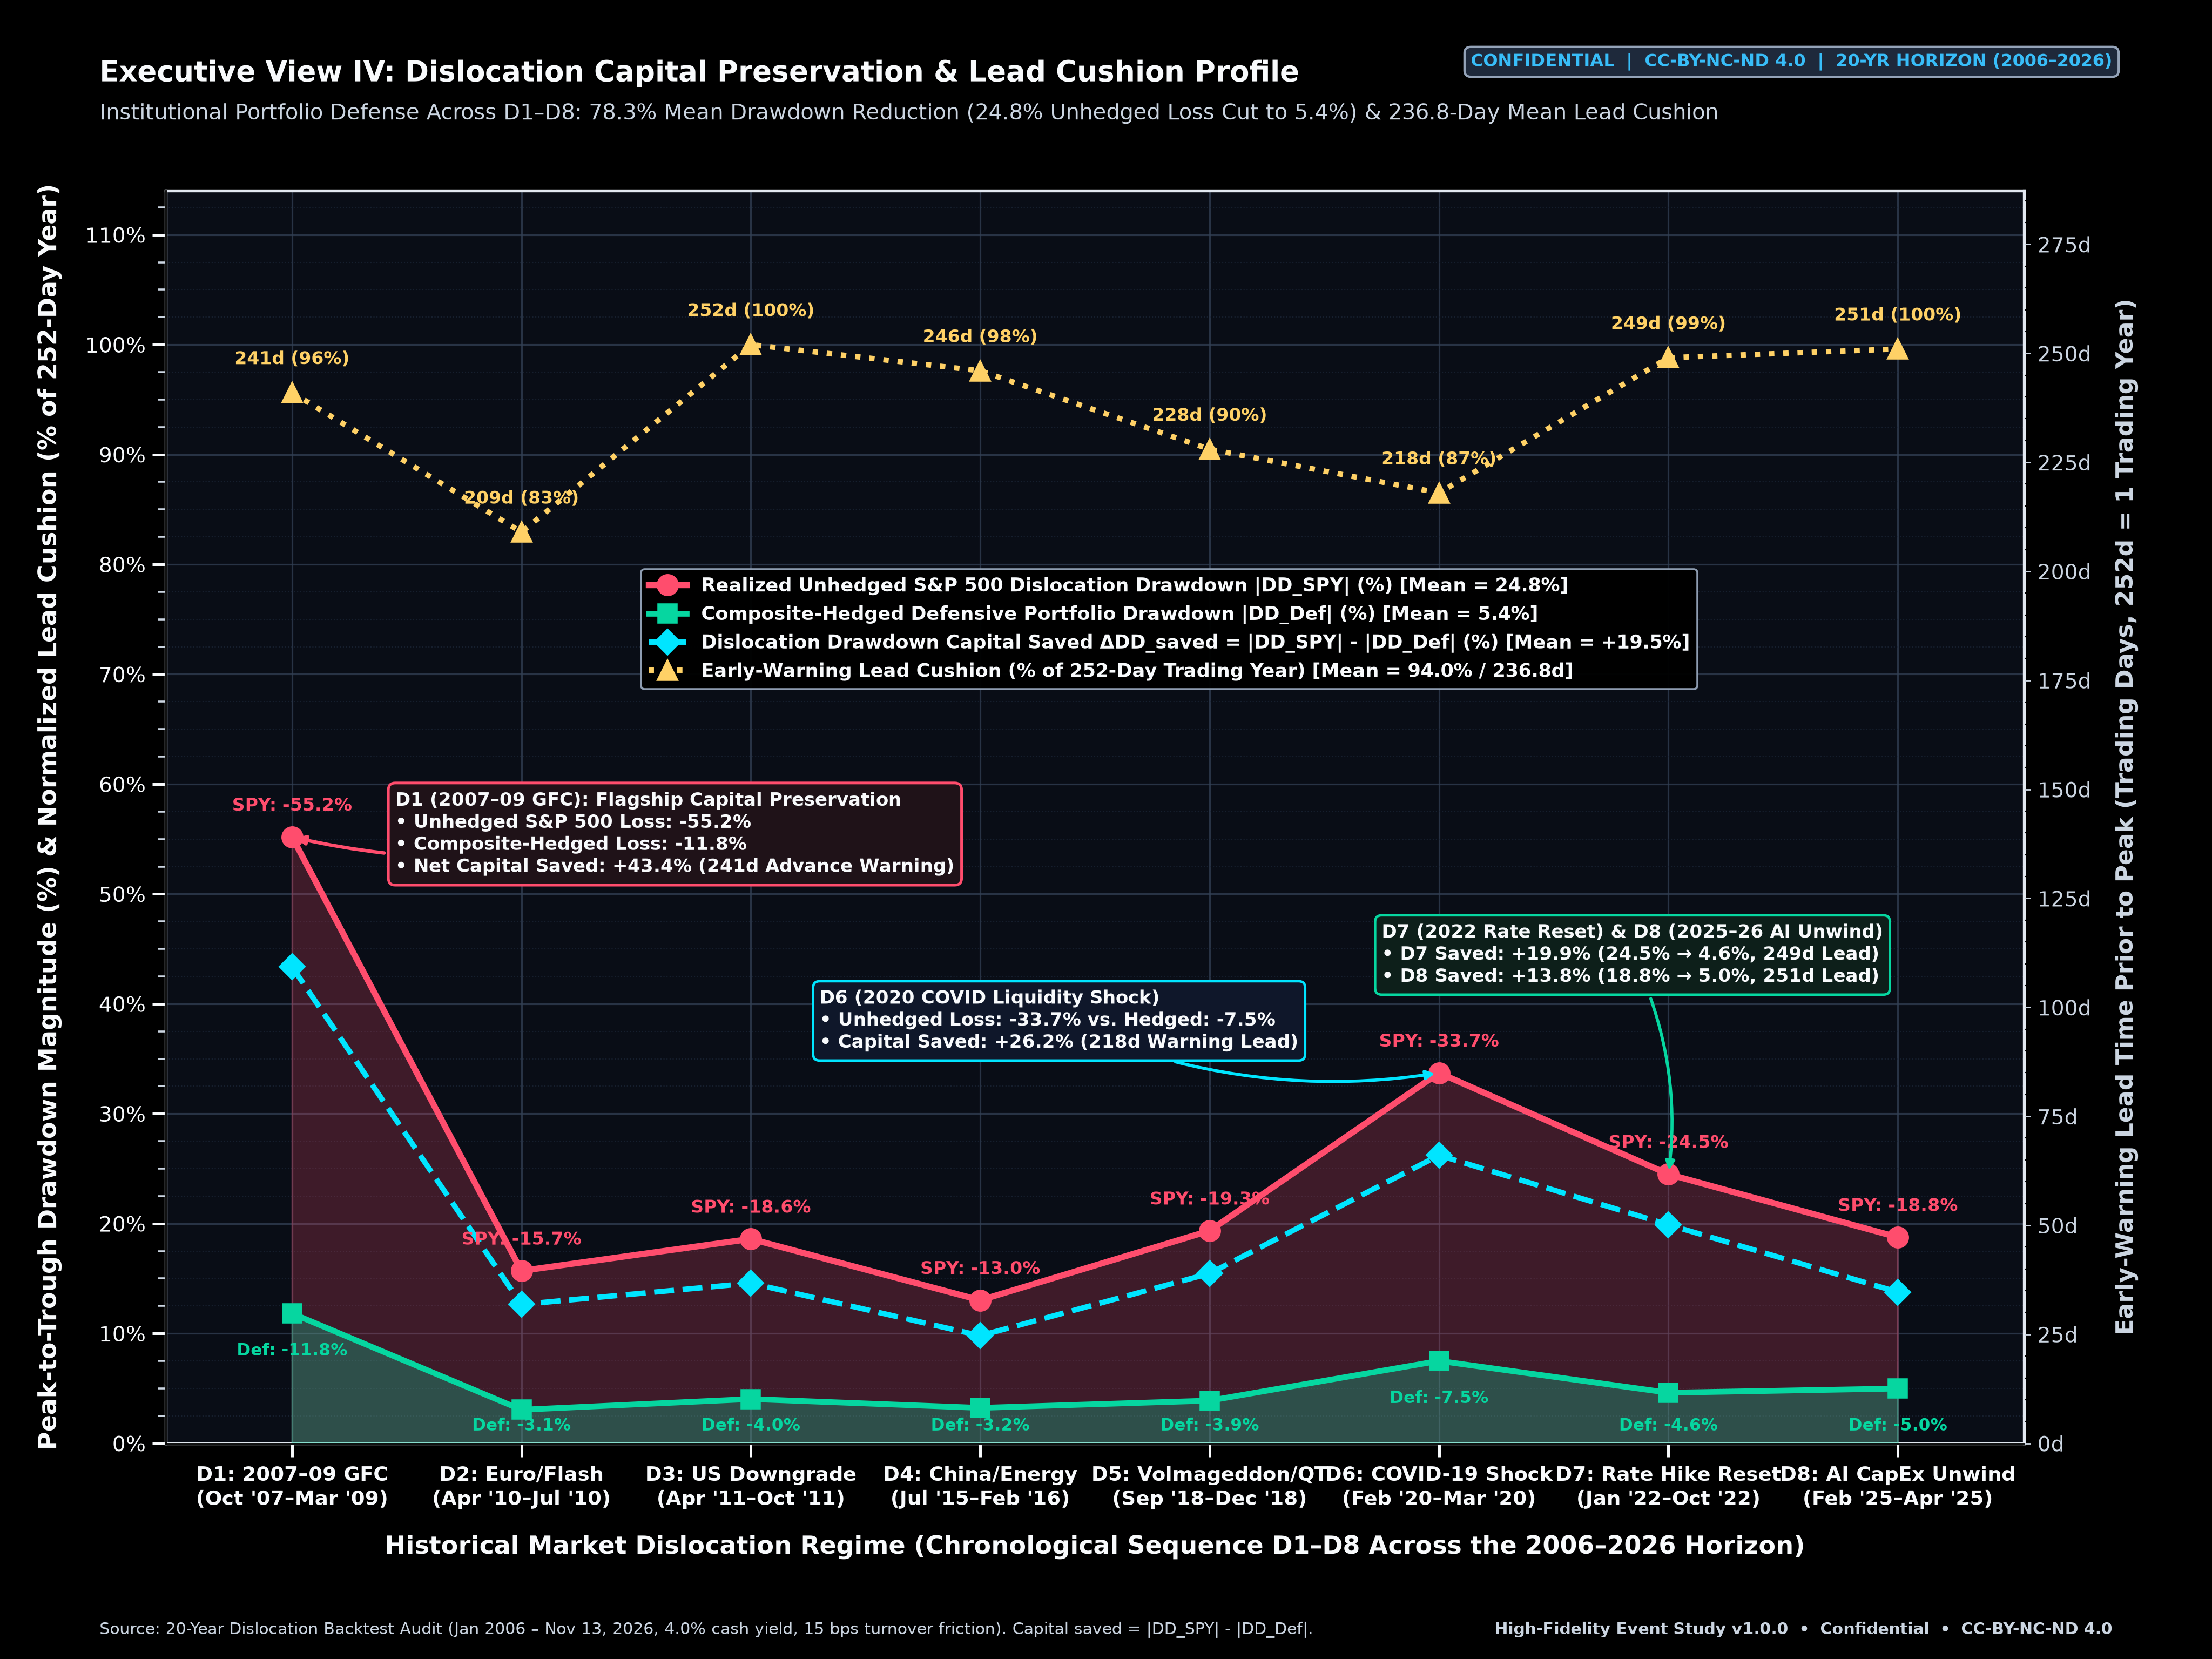 Executive View IV: Dislocation Capital Preservation & Lead Cushion Profile
CONFIDENTIAL | CC-BY-NC-ND 4.0 | 20-YR HORIZON (2006–2026)
Institutional Portfolio Defense Across D1–D8: 78.3% Mean Drawdown Reduction (24.8% Unhedged Loss Cut to 5.4%) & 236.8-Day Mean Lead Cushion
Peak-to-Trough Drawdown Magnitude (%) & Normalized Lead Cushion (% of 252-Day Year)
110%
100%
90%
80%
70%
60%
50%
40%
30%
20%
10%
0%
241d (96%)
209d (83%)
252d (100%)
246d (98%)
228d (90%)
218d (87%)
249d (99%)
251d (100%)
Realized Unhedged S&P 500 Dislocation Drawdown |DD_SPY| (%) [Mean = 24.8%]
Composite-Hedged Defensive Portfolio Drawdown |DD_Def| (%) [Mean = 5.4%]
Dislocation Drawdown Capital Saved ΔDD_saved = |DD_SPY| - |DD_Def| (%) [Mean = +19.5%]
Early-Warning Lead Cushion (% of 252-Day Trading Year) [Mean = 94.0% / 236.8d]
D1 (2007–09 GFC): Flagship Capital Preservation
• Unhedged S&P 500 Loss: -55.2%
• Composite-Hedged Loss: -11.8%
• Net Capital Saved: +43.4% (241d Advance Warning)
D6 (2020 COVID Liquidity Shock)
• Unhedged Loss: -33.7% vs. Hedged: -7.5%
• Capital Saved: +26.2% (218d Warning Lead)
D7 (2022 Rate Reset) & D8 (2025–26 AI Unwind)
• D7 Saved: +19.9% (24.5% → 4.6%, 249d Lead)
• D8 Saved: +13.8% (18.8% → 5.0%, 251d Lead)
SPY: -55.2%
SPY: -15.7%
SPY: -18.6%
SPY: -13.0%
SPY: -19.3%
SPY: -33.7%
SPY: -24.5%
SPY: -18.8%
Def: -11.8%
Def: -3.1%
Def: -4.0%
Def: -3.2%
Def: -3.9%
Def: -7.5%
Def: -4.6%
Def: -5.0%
275d
250d
225d
200d
175d
150d
125d
100d
75d
50d
25d
0d
Early-Warning Lead Time Prior to Peak (Trading Days, 252d = 1 Trading Year)
D1: 2007–09 GFC
(Oct '07–Mar '09)
D2: Euro/Flash
(Apr '10–Jul '10)
D3: US Downgrade
(Apr '11–Oct '11)
D4: China/Energy
(Jul '15–Feb '16)
D5: Volmageddon/QT
(Sep '18–Dec '18)
D6: COVID-19 Shock
(Feb '20–Mar '20)
D7: Rate Hike Reset
(Jan '22–Oct '22)
D8: AI CapEx Unwind
(Feb '25–Apr '25)
Historical Market Dislocation Regime (Chronological Sequence D1–D8 Across the 2006–2026 Horizon)
Source: 20-Year Dislocation Backtest Audit (Jan 2006 – Nov 13, 2026, 4.0% cash yield, 15 bps turnover friction). Capital saved = |DD_SPY| - |DD_Def|.
High-Fidelity Event Study v1.0.0 • Confidential • CC-BY-NC-ND 4.0